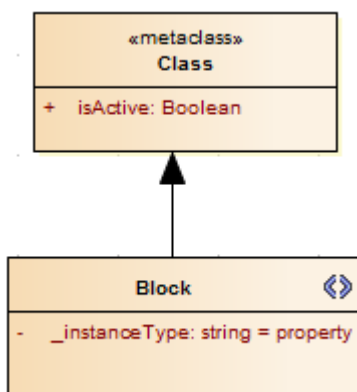 «metaclass»
Class
+ isActive: Boolean
Block
- _instanceType: string = property